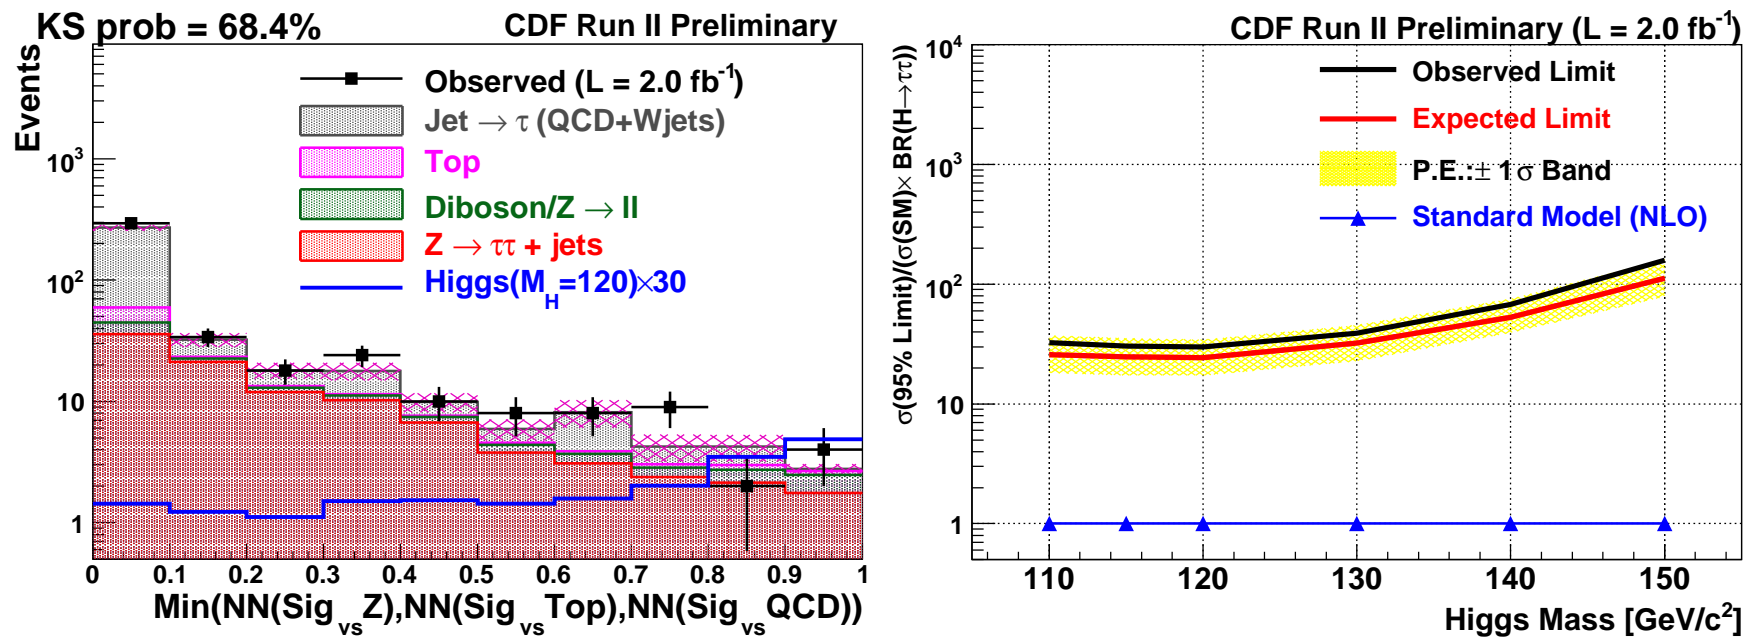 KS prob = 68.4%
CDF Run II Preliminary
Events
Observed (L = 2.0 fb⁻¹)
Jet → τ (QCD+Wjets)
Top
Diboson/Z → ll
Z → ττ + jets
Higgs(M_H=120)×30
10³
10²
10
1
0 0.1 0.2 0.3 0.4 0.5 0.6 0.7 0.8 0.9 1
Min(NN(Sig_vs Z),NN(Sig_vs Top),NN(Sig_vs QCD))
CDF Run II Preliminary (L = 2.0 fb⁻¹)
σ(95% Limit)/(σ(SM)× BR(H→ττ))
Observed Limit
Expected Limit
P.E.:± 1σ Band
Standard Model (NLO)
10⁴
10³
10²
10
1
110 120 130 140 150
Higgs Mass [GeV/c²]